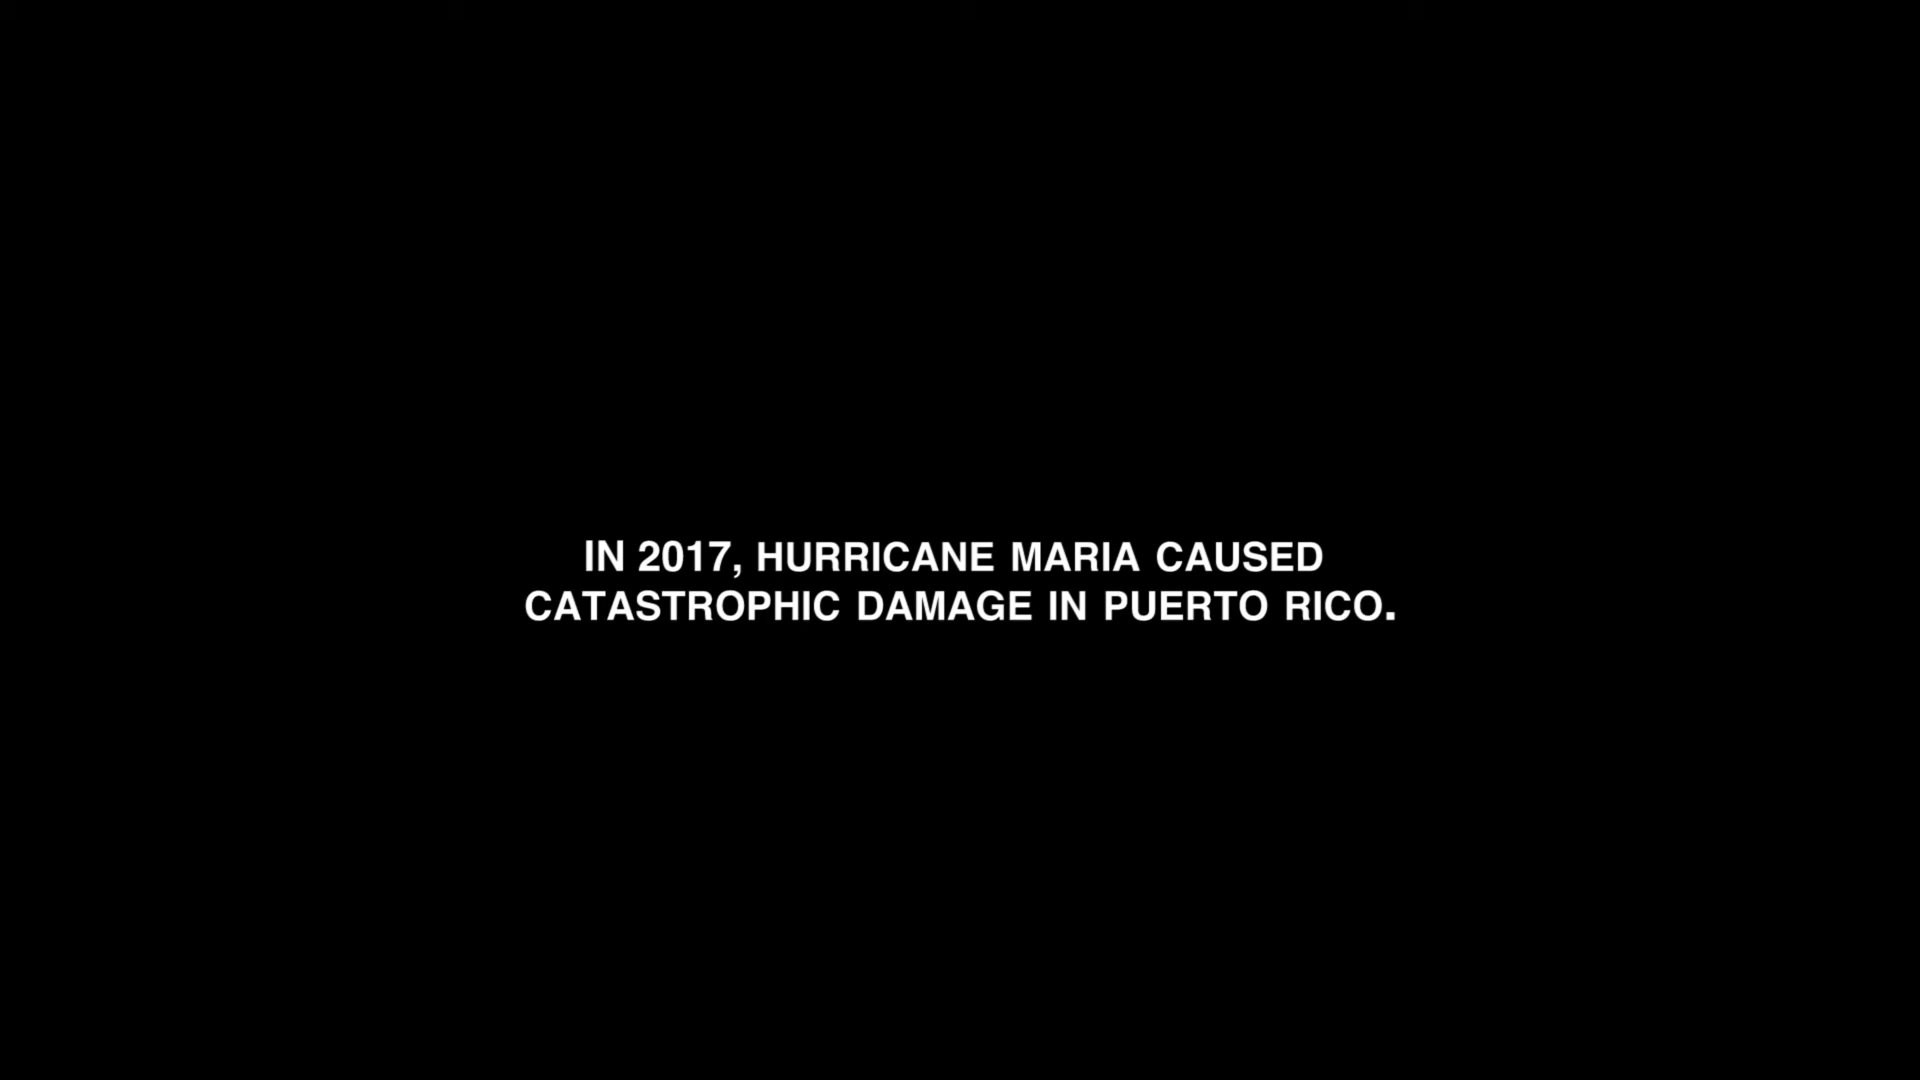 IN 2017, HURRICANE MARIA CAUSED
CATASTROPHIC DAMAGE IN PUERTO RICO.